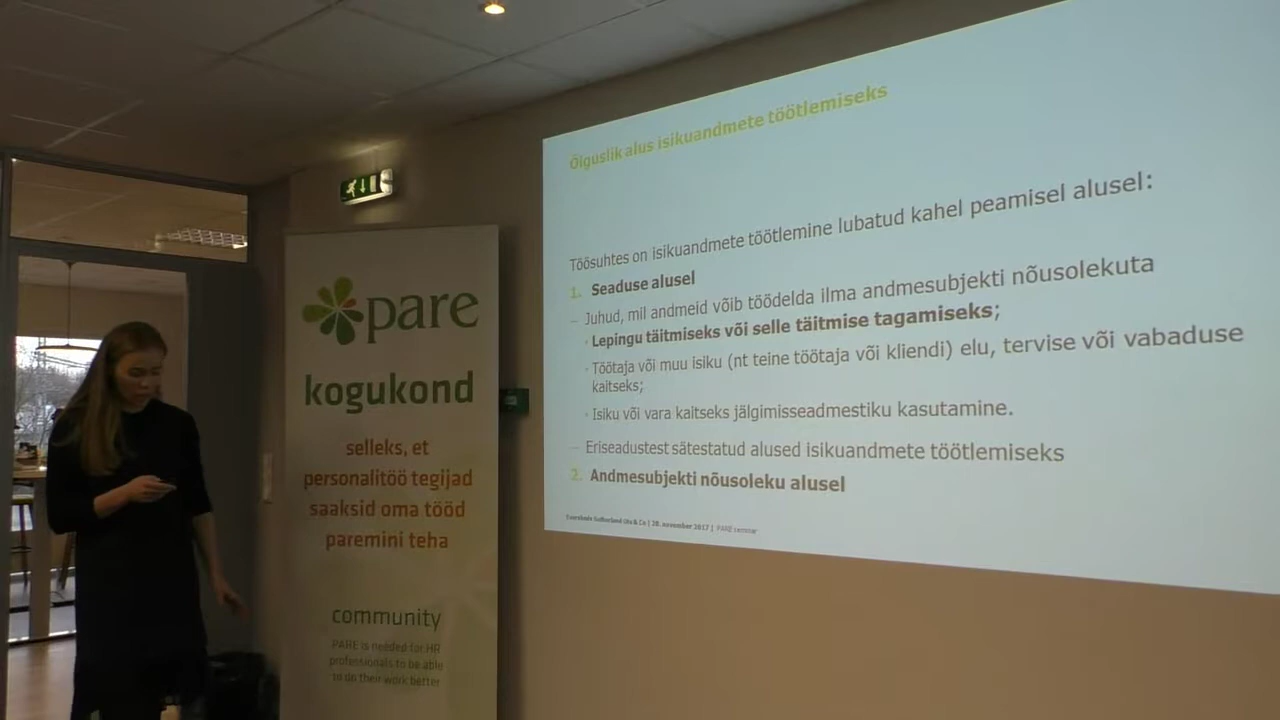 pare
kogukond
selleks, et
personalitöö tegijad
saaksid oma tööd
paremini teha
community
PARE is needed for HR
professionals to be able
to do their work better
Õiguslik alus isikuandmete töötlemiseks
Töösuhtes on isikuandmete töötlemine lubatud kahel peamisel alusel:
1. Seaduse alusel
– Juhud, mil andmeid võib töödelda ilma andmesubjekti nõusolekuta
· Lepingu täitmiseks või selle täitmise tagamiseks;
· Töötaja või muu isiku (nt teine töötaja või kliendi) elu, tervise või vabaduse
kaitseks;
· Isiku või vara kaitseks jälgimisseadmestiku kasutamine.
– Eriseadustest sätestatud alused isikuandmete töötlemiseks
2. Andmesubjekti nõusoleku alusel
Sutherland & Co | 28. november 2017 | PARE seminar